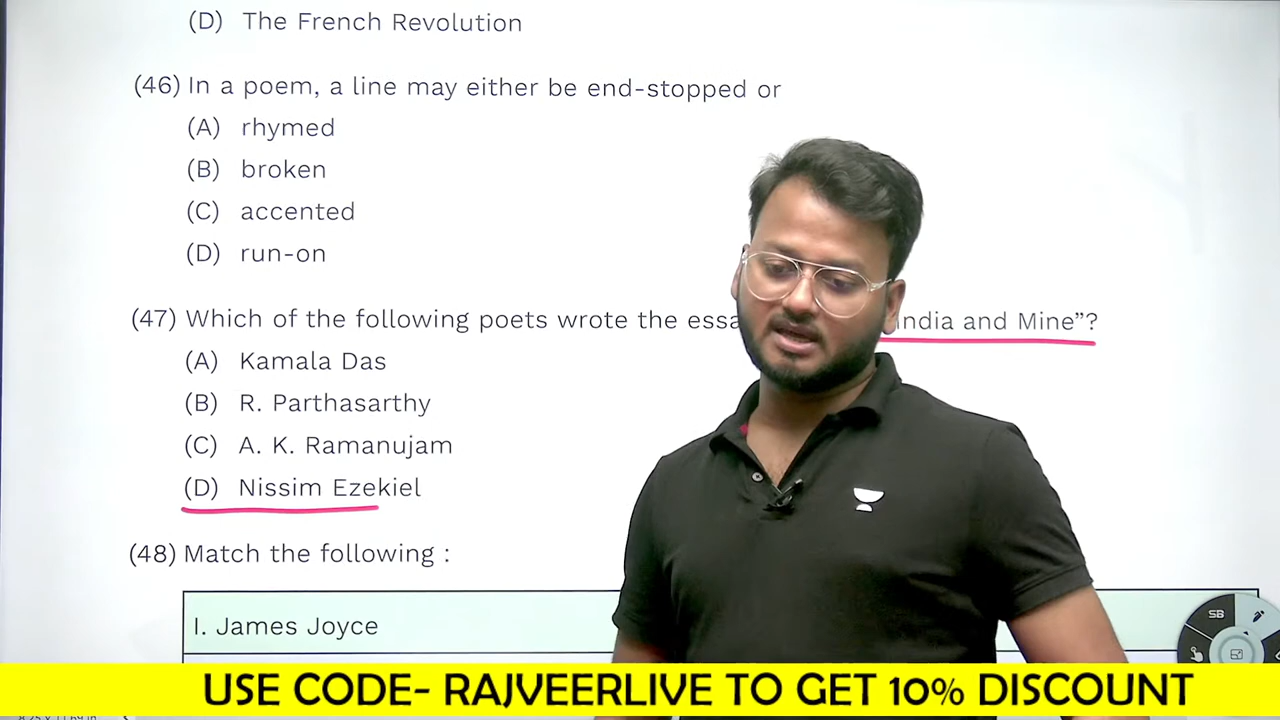 (D) The French Revolution
(46) In a poem, a line may either be end-stopped or
(A) rhymed
(B) broken
(C) accented
(D) run-on
(47) Which of the following poets wrote the essa India and Mine”?
(A) Kamala Das
(B) R. Parthasarthy
(C) A. K. Ramanujam
(D) Nissim Ezekiel
(48) Match the following :
I. James Joyce
SB
USE CODE- RAJVEERLIVE TO GET 10% DISCOUNT